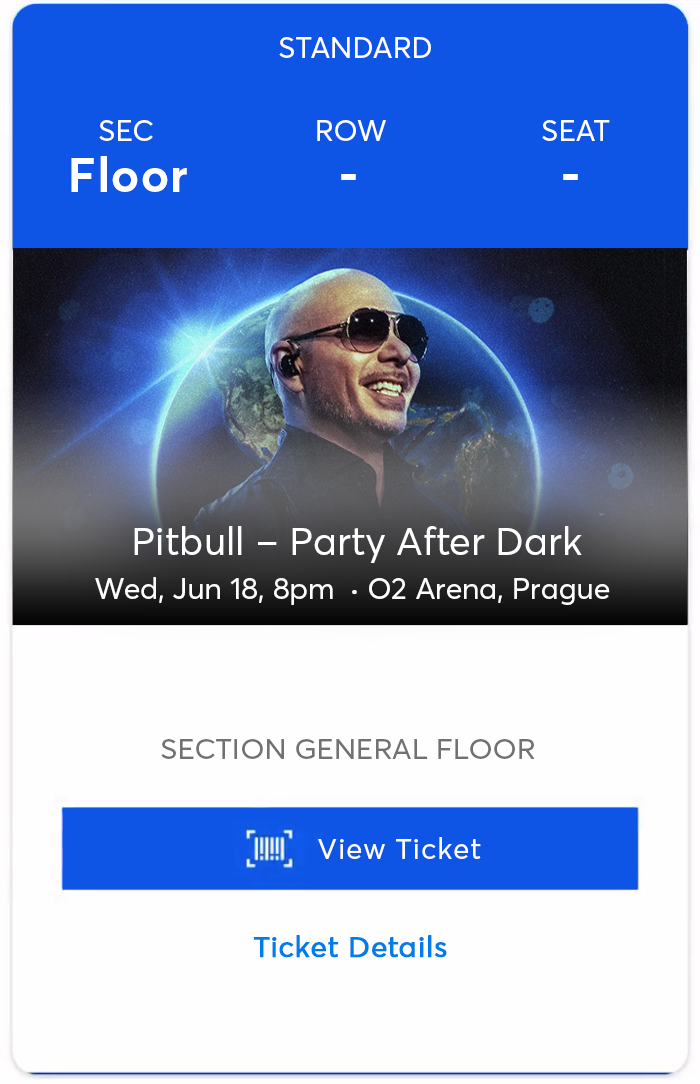 STANDARD
SEC ROW SEAT
Floor - -
Pitbull – Party After Dark
Wed, Jun 18, 8pm • O2 Arena, Prague
SECTION GENERAL FLOOR
View Ticket
Ticket Details